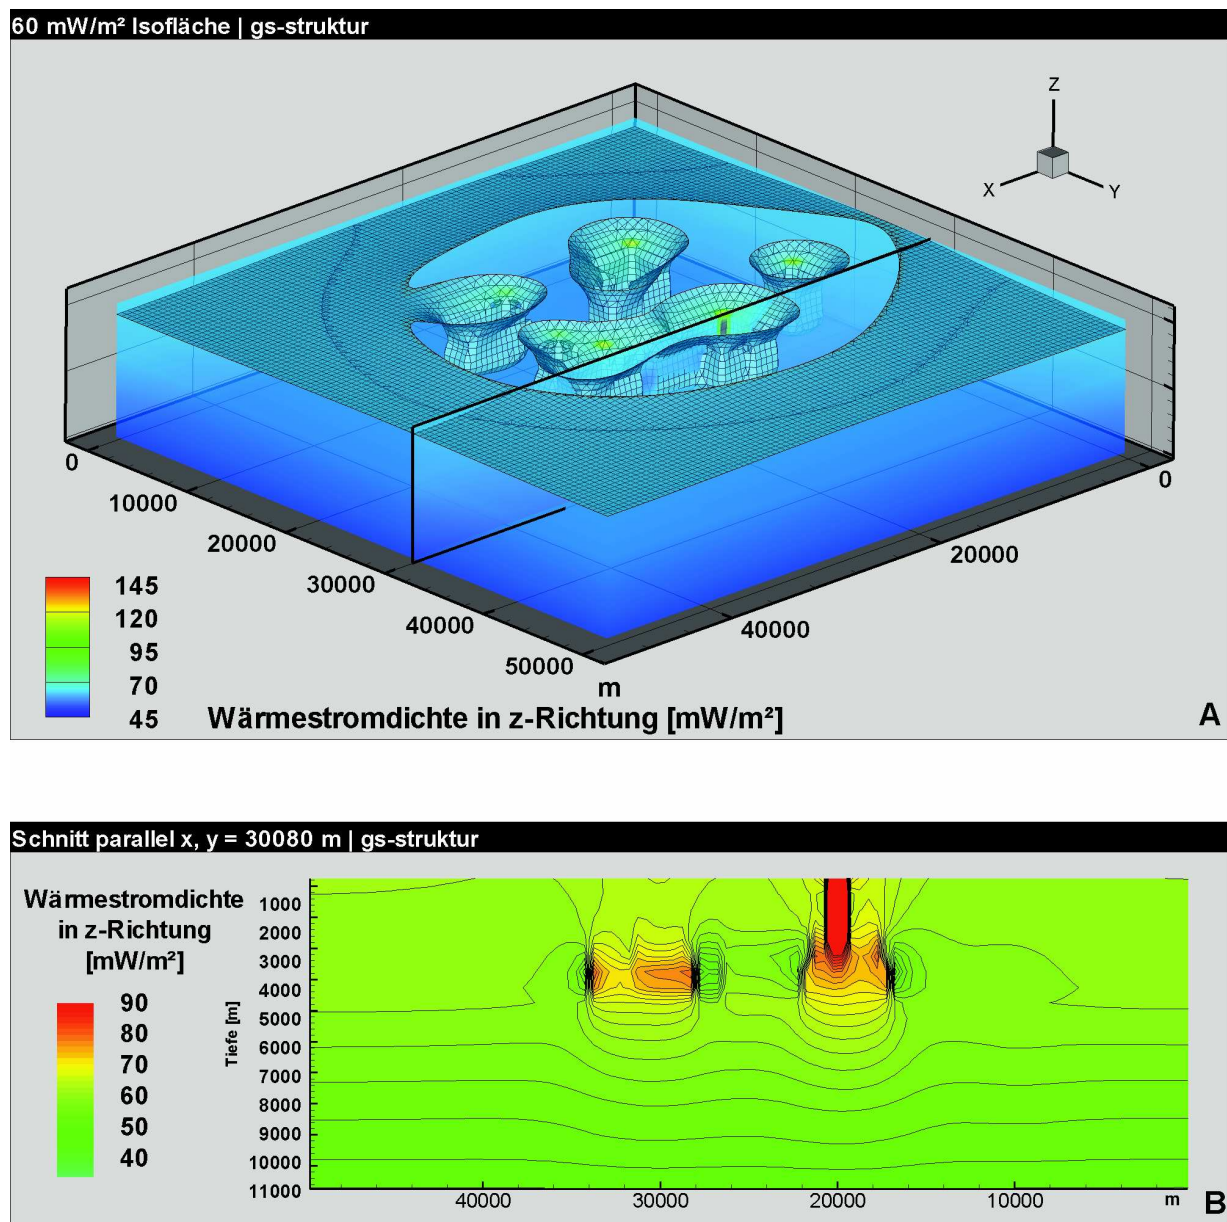 60 mW/m² Isofläche | gs-struktur
Z
X
Y
0
10000
20000
30000
40000
50000
m
0
20000
40000
145
120
95
70
45
Wärmestromdichte in z-Richtung [mW/m²]
A
Schnitt parallel x, y = 30080 m | gs-struktur
Wärmestromdichte
in z-Richtung
[mW/m²]
90
80
70
60
50
40
Tiefe [m]
1000
2000
3000
4000
5000
6000
7000
8000
9000
10000
11000
40000
30000
20000
10000
m
B